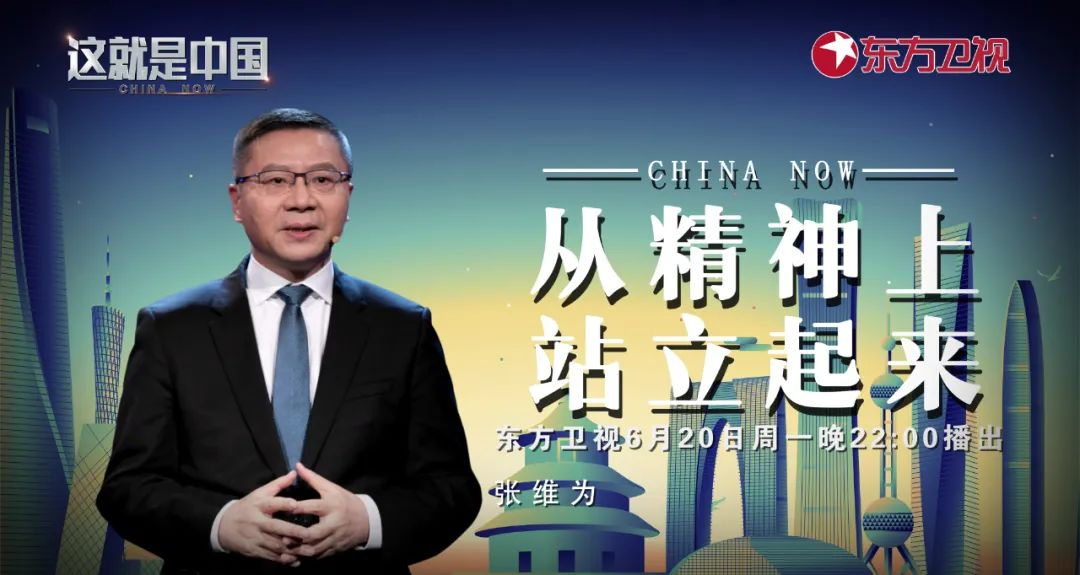 这就是中国
CHINA NOW
东方卫视
CHINA NOW
从精神上
站立起来
东方卫视6月20日周一晚22:00播出
张维为